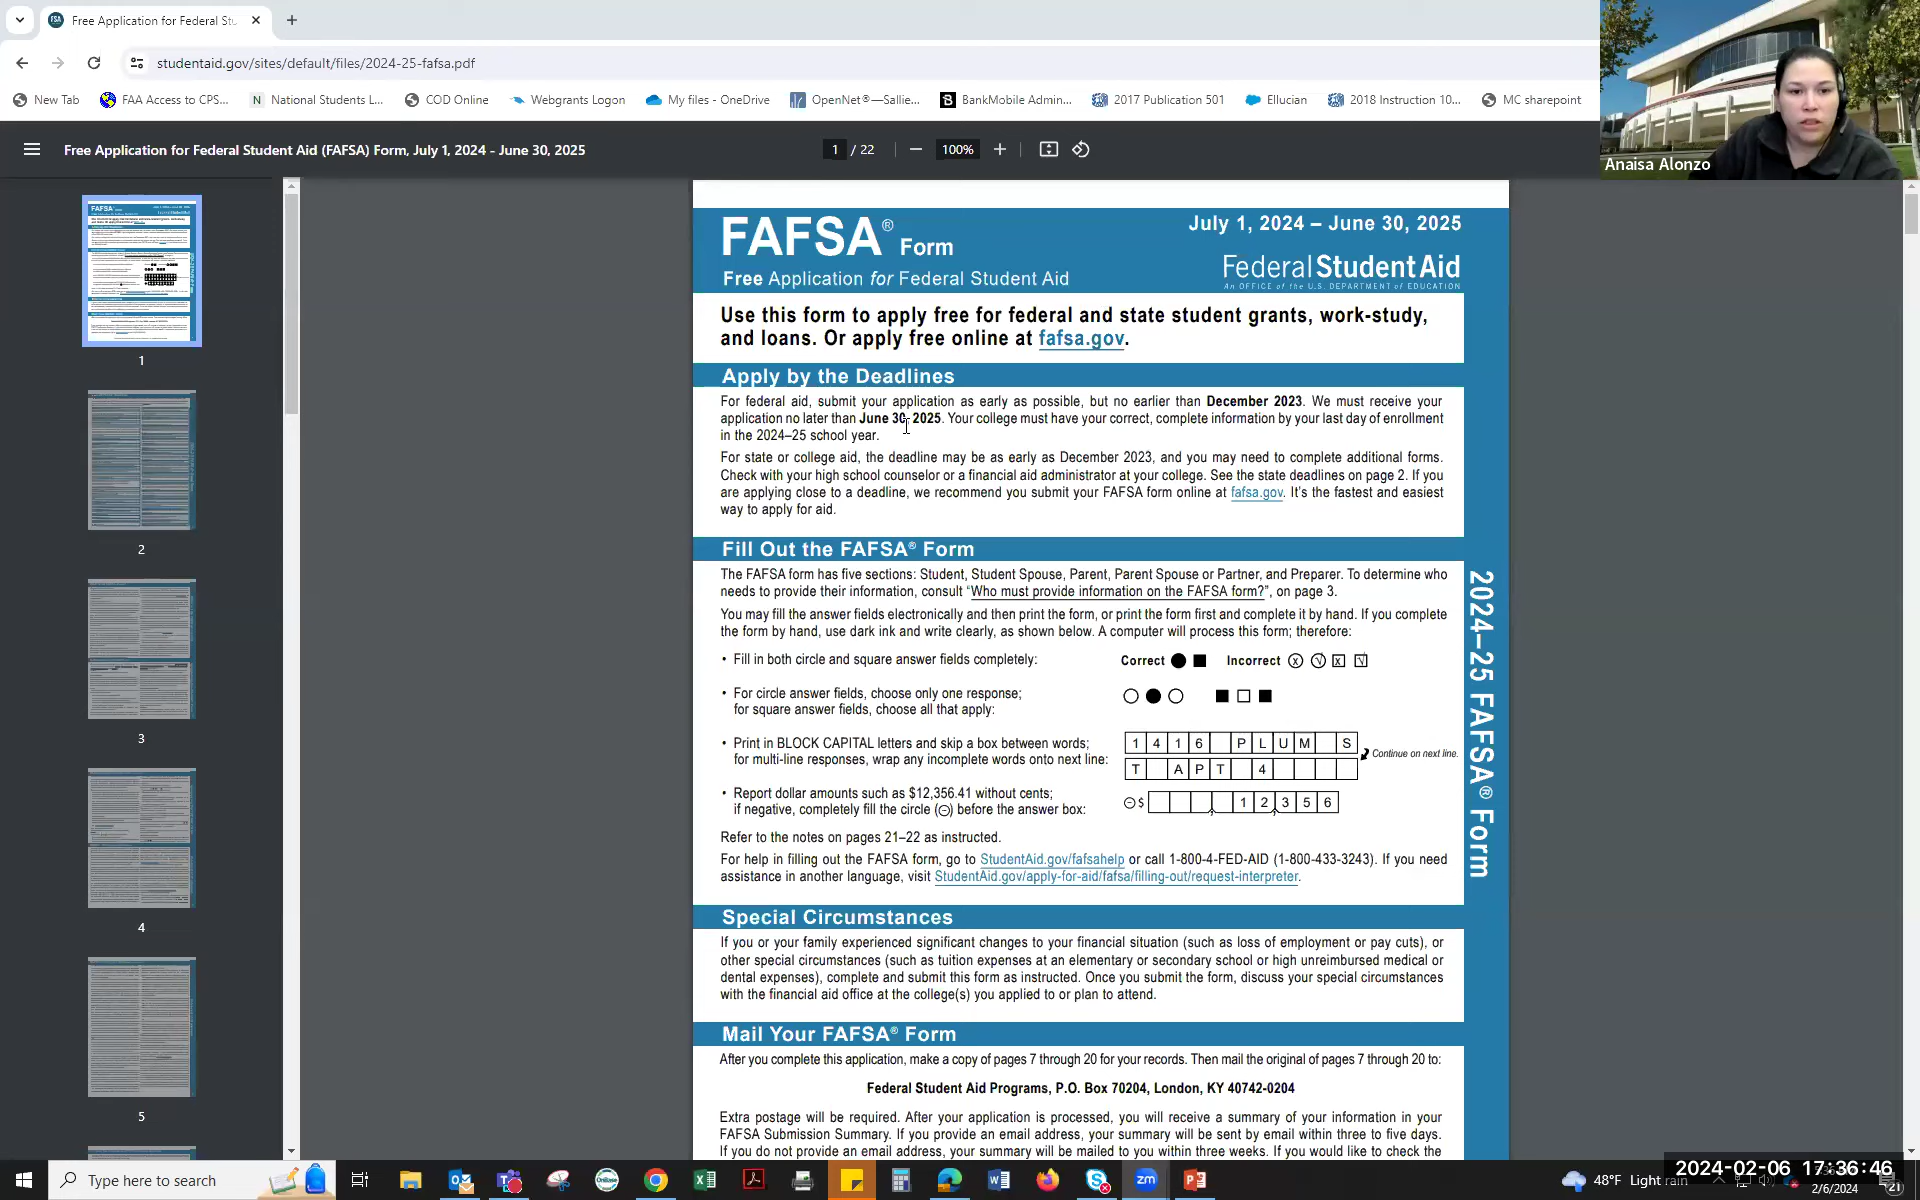 Free Application for Federal Stu
studentaid.gov/sites/default/files/2024-25-fafsa.pdf
New Tab
FAA Access to CPS...
National Students L...
COD Online
Webgrants Logon
My files - OneDrive
OpenNet®—Sallie...
BankMobile Admin...
2017 Publication 501
Ellucian
2018 Instruction 10...
MC sharepoint
Anaisa Alonzo
Free Application for Federal Student Aid (FAFSA) Form, July 1, 2024 - June 30, 2025
1 / 22
100%
1
2
3
4
5
FAFSA® Form
July 1, 2024 – June 30, 2025
Free Application for Federal Student Aid
Federal Student Aid
An OFFICE of the U.S. DEPARTMENT of EDUCATION
Use this form to apply free for federal and state student grants, work-study,
and loans. Or apply free online at fafsa.gov.
Apply by the Deadlines
For federal aid, submit your application as early as possible, but no earlier than December 2023. We must receive your
application no later than June 30, 2025. Your college must have your correct, complete information by your last day of enrollment
in the 2024–25 school year.
For state or college aid, the deadline may be as early as December 2023, and you may need to complete additional forms.
Check with your high school counselor or a financial aid administrator at your college. See the state deadlines on page 2. If you
are applying close to a deadline, we recommend you submit your FAFSA form online at fafsa.gov. It's the fastest and easiest
way to apply for aid.
Fill Out the FAFSA® Form
The FAFSA form has five sections: Student, Student Spouse, Parent, Parent Spouse or Partner, and Preparer. To determine who
needs to provide their information, consult "Who must provide information on the FAFSA form?", on page 3.
You may fill the answer fields electronically and then print the form, or print the form first and complete it by hand. If you complete
the form by hand, use dark ink and write clearly, as shown below. A computer will process this form; therefore:
• Fill in both circle and square answer fields completely:
Correct Incorrect
• For circle answer fields, choose only one response;
for square answer fields, choose all that apply:
• Print in BLOCK CAPITAL letters and skip a box between words;
for multi-line responses, wrap any incomplete words onto next line:
1416 PLUM S
T APT 4
Continue on next line.
• Report dollar amounts such as $12,356.41 without cents;
if negative, completely fill the circle (⊖) before the answer box:
⊖ $ 12,356
Refer to the notes on pages 21–22 as instructed.
For help in filling out the FAFSA form, go to StudentAid.gov/fafsahelp or call 1-800-4-FED-AID (1-800-433-3243). If you need
assistance in another language, visit StudentAid.gov/apply-for-aid/fafsa/filling-out/request-interpreter.
Special Circumstances
If you or your family experienced significant changes to your financial situation (such as loss of employment or pay cuts), or
other special circumstances (such as tuition expenses at an elementary or secondary school or high unreimbursed medical or
dental expenses), complete and submit this form as instructed. Once you submit the form, discuss your special circumstances
with the financial aid office at the college(s) you applied to or plan to attend.
Mail Your FAFSA® Form
After you complete this application, make a copy of pages 7 through 20 for your records. Then mail the original of pages 7 through 20 to:
Federal Student Aid Programs, P.O. Box 70204, London, KY 40742-0204
Extra postage will be required. After your application is processed, you will receive a summary of your information in your
FAFSA Submission Summary. If you provide an email address, your summary will be sent by email within three to five days.
If you do not provide an email address, your summary will be mailed to you within three weeks. If you would like to check the
2024–25 FAFSA® Form
Type here to search
48°F Light rain
2024-02-06 17:36:46
2/6/2024
21